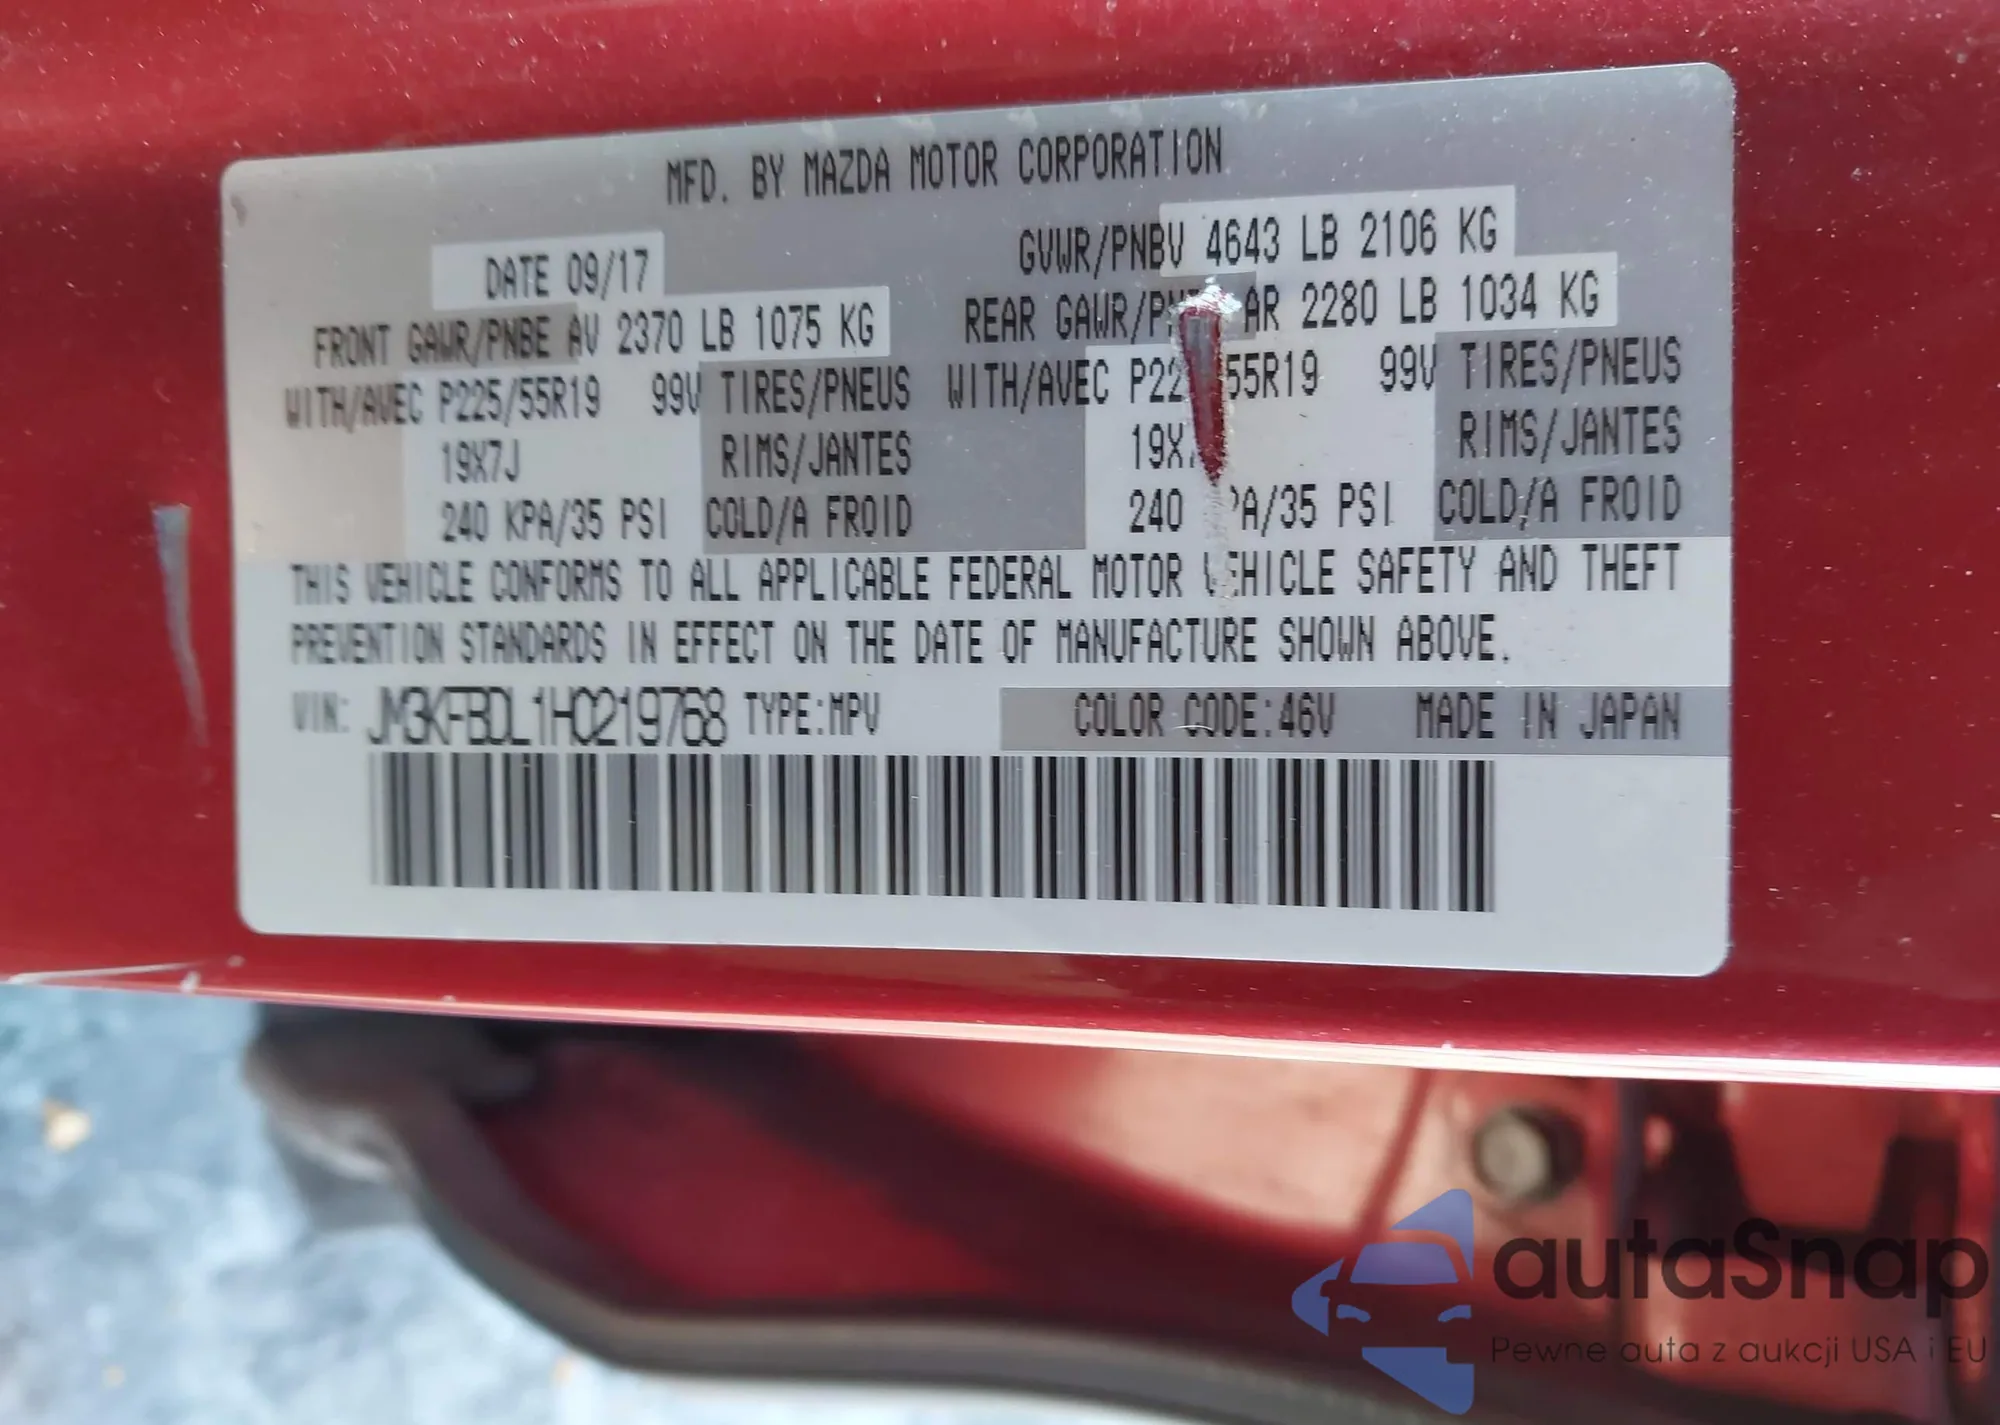 MFD. BY MAZDA MOTOR CORPORATION
DATE 09/17 GVWR/PNBV 4643 LB 2106 KG
FRONT GAWR/PNBE AV 2370 LB 1075 KG REAR GAWR/PN AR 2280 LB 1034 KG
WITH/AVEC P225/55R19 99V TIRES/PNEUS WITH/AVEC P22 55R19 99V TIRES/PNEUS
19X7J RIMS/JANTES 19X RIMS/JANTES
240 KPA/35 PSI COLD/A FROID 240 PA/35 PSI COLD/A FROID
THIS VEHICLE CONFORMS TO ALL APPLICABLE FEDERAL MOTOR VEHICLE SAFETY AND THEFT
PREVENTION STANDARDS IN EFFECT ON THE DATE OF MANUFACTURE SHOWN ABOVE.
VIN: JM3KFBDL1H0219768 TYPE:MPV COLOR CODE:46V MADE IN JAPAN
autaSnap
Pewne auta z aukcji USA i EU